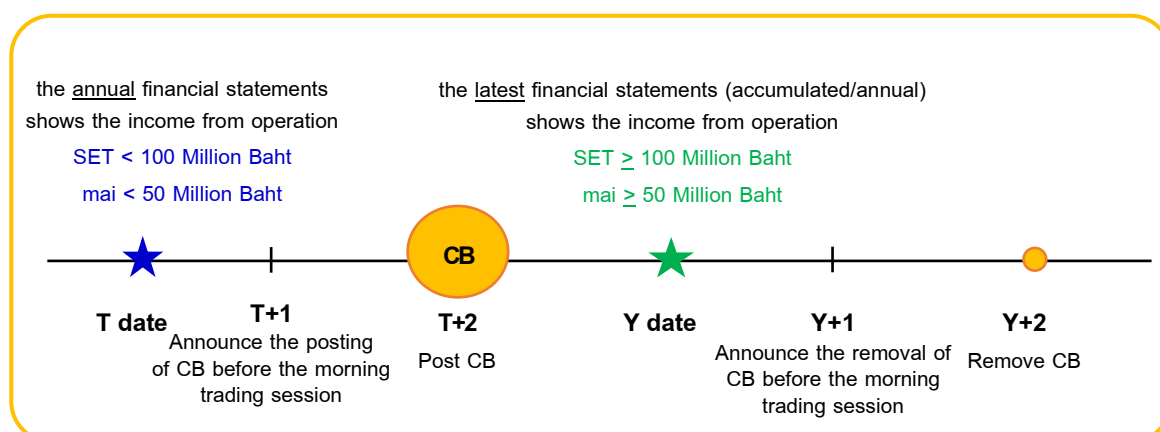 the annual financial statements
shows the income from operation
SET < 100 Million Baht
mai < 50 Million Baht
the latest financial statements (accumulated/annual)
shows the income from operation
SET ≥ 100 Million Baht
mai ≥ 50 Million Baht
CB
T date
T+1
Announce the posting
of CB before the morning
trading session
T+2
Post CB
Y date
Y+1
Announce the removal of
CB before the morning
trading session
Y+2
Remove CB